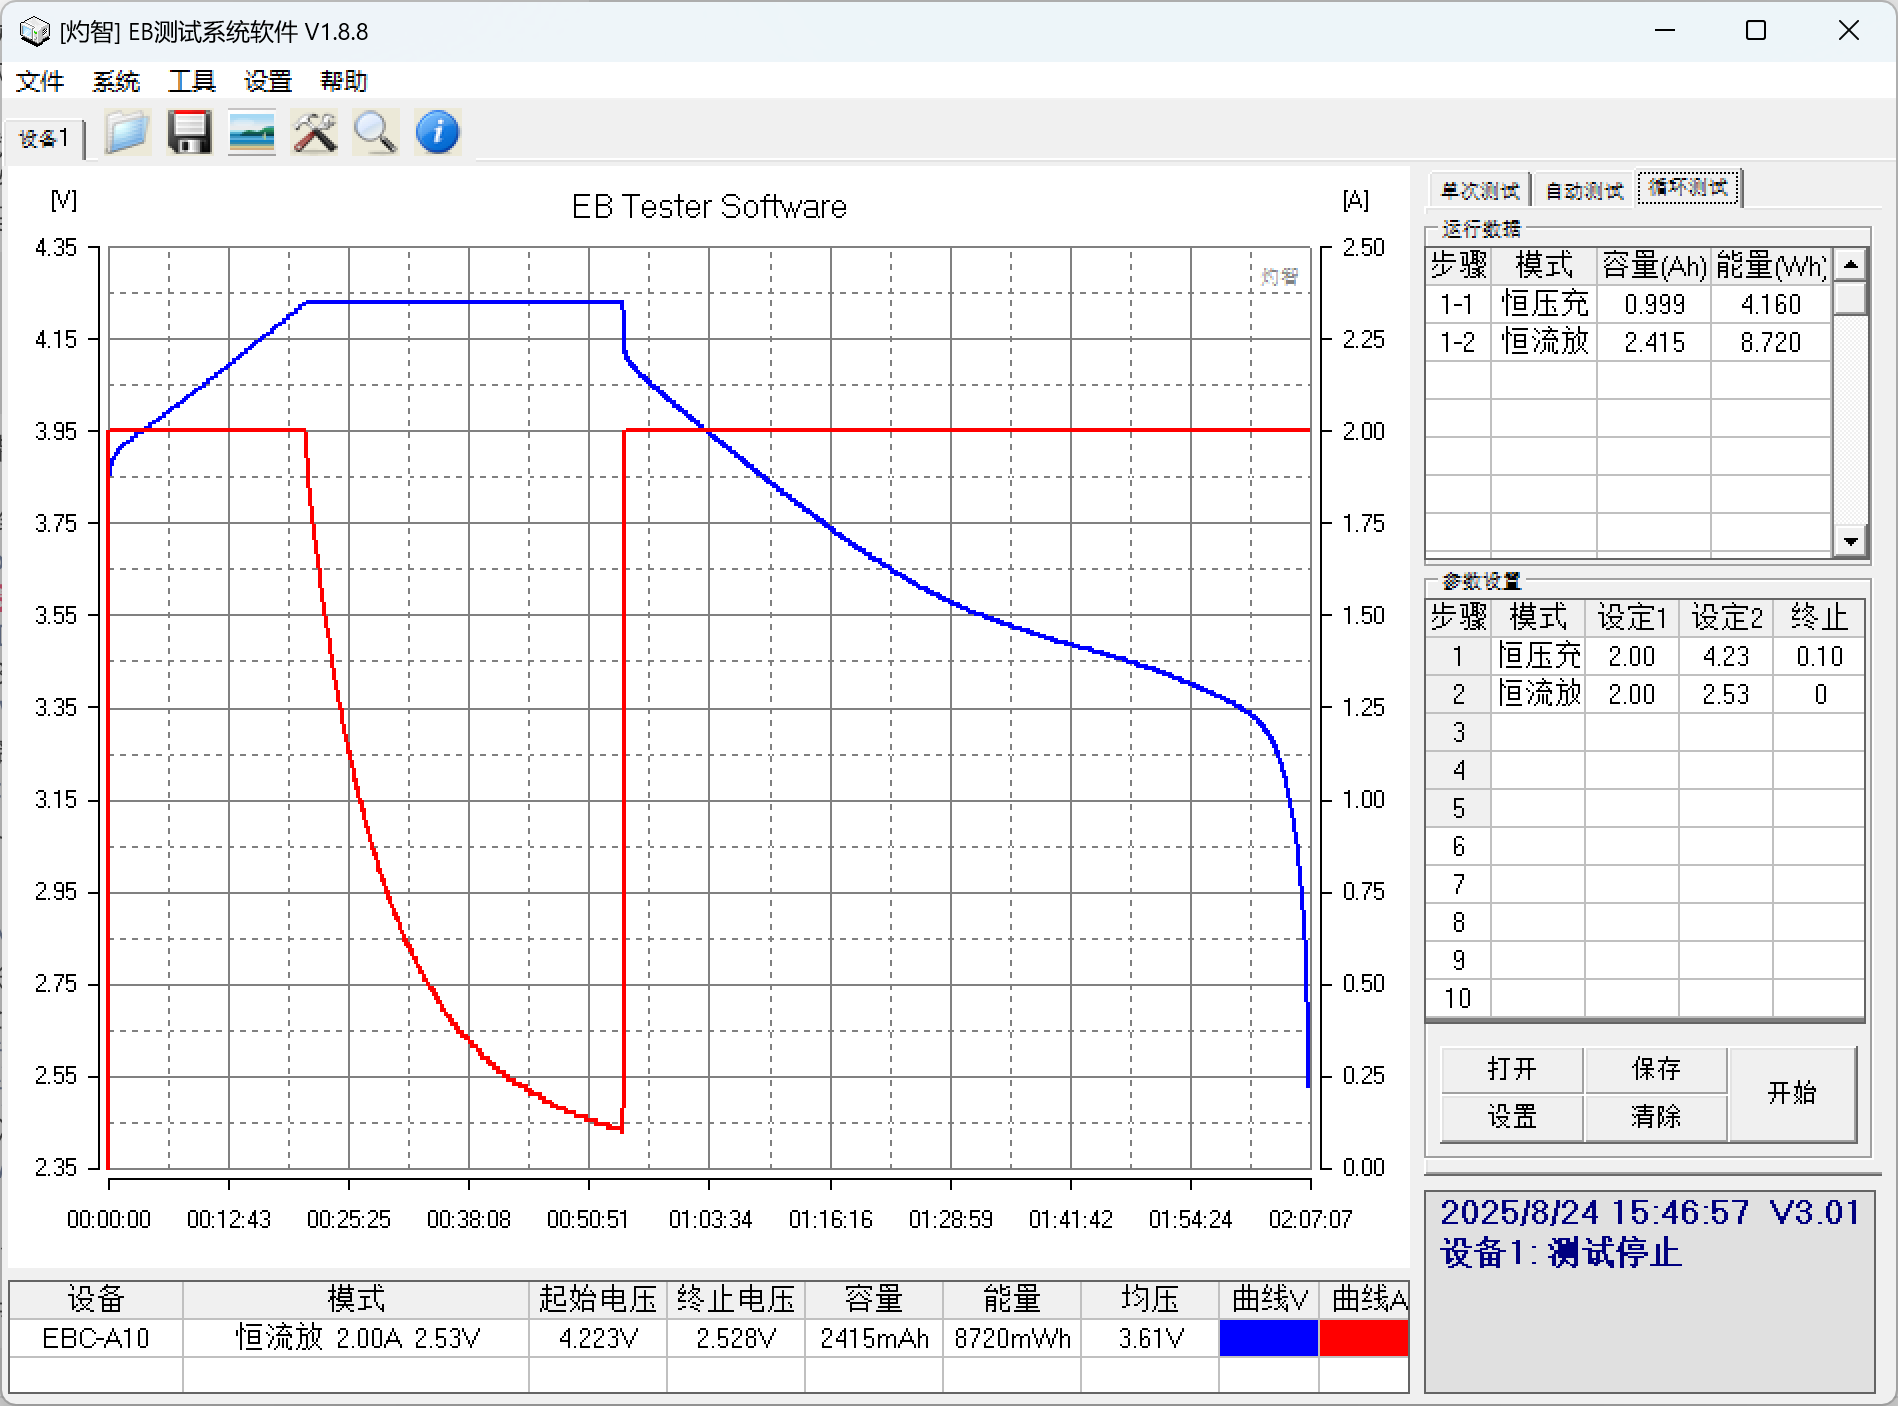 [灼智] EB测试系统软件 V1.8.8
文件 系统 工具 设置 帮助
设备1
[V] EB Tester Software [A]
灼智
4.35
4.15
3.95
3.75
3.55
3.35
3.15
2.95
2.75
2.55
2.35
2.50
2.25
2.00
1.75
1.50
1.25
1.00
0.75
0.50
0.25
0.00
00:00:00 00:12:43 00:25:25 00:38:08 00:50:51 01:03:34 01:16:16 01:28:59 01:41:42 01:54:24 02:07:07
设备 模式 起始电压 终止电压 容量 能量 均压 曲线V 曲线A
EBC-A10 恒流放 2.00A 2.53V 4.223V 2.528V 2415mAh 8720mWh 3.61V
单次测试 自动测试 循环测试
运行数据
步骤 模式 容量(Ah) 能量(Wh)
1-1 恒压充 0.999 4.160
1-2 恒流放 2.415 8.720
参数设置
步骤 模式 设定1 设定2 终止
1 恒压充 2.00 4.23 0.10
2 恒流放 2.00 2.53 0
3
4
5
6
7
8
9
10
打开 保存 开始
设置 清除
2025/8/24 15:46:57 V3.01
设备1: 测试停止